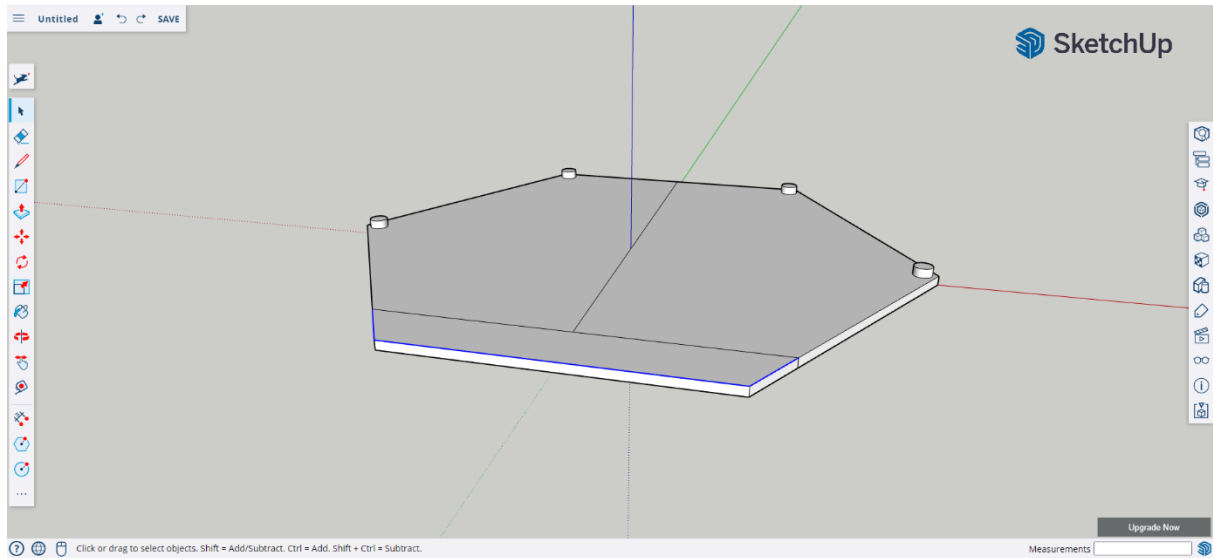 Untitled SAVE
SketchUp
Upgrade Now
Click or drag to select objects. Shift = Add/Subtract. Ctrl = Add. Shift + Ctrl = Subtract. Measurements